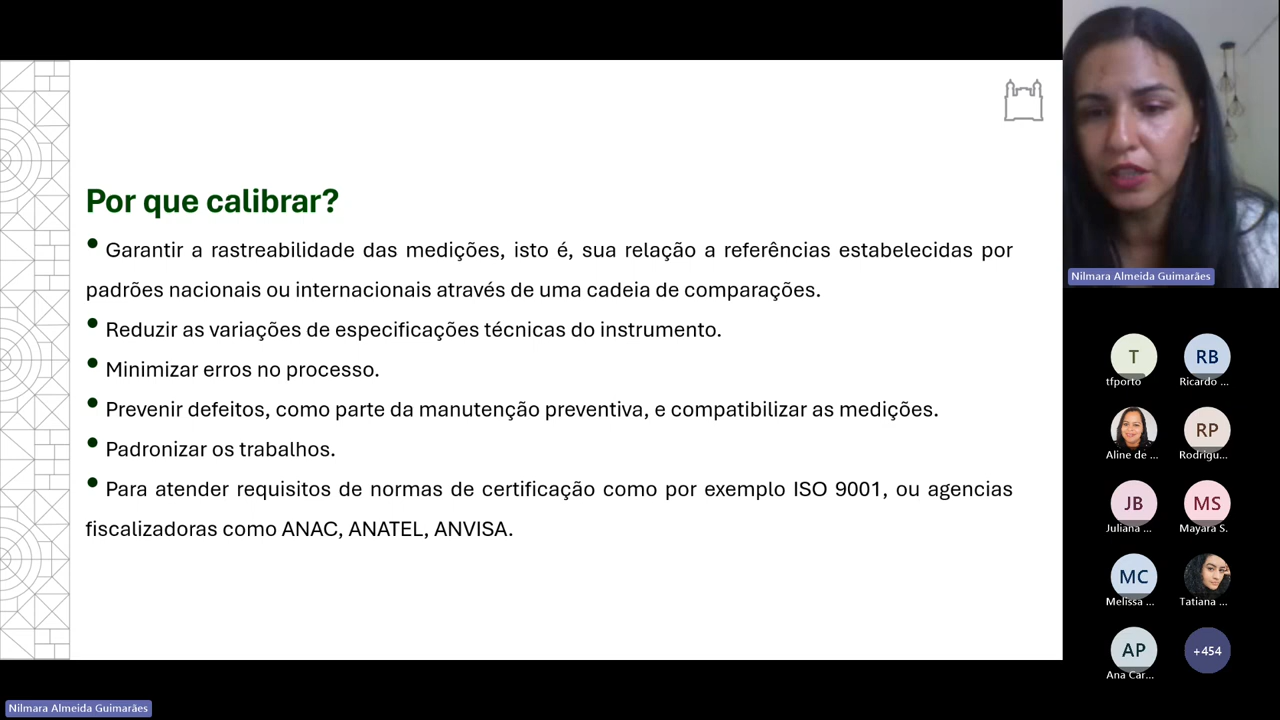 Por que calibrar?
• Garantir a rastreabilidade das medições, isto é, sua relação a referências estabelecidas por
padrões nacionais ou internacionais através de uma cadeia de comparações.
• Reduzir as variações de especificações técnicas do instrumento.
• Minimizar erros no processo.
• Prevenir defeitos, como parte da manutenção preventiva, e compatibilizar as medições.
• Padronizar os trabalhos.
• Para atender requisitos de normas de certificação como por exemplo ISO 9001, ou agencias
fiscalizadoras como ANAC, ANATEL, ANVISA.
Nilmara Almeida Guimarães
T
tfporto
RB
Ricardo ...
Aline de ...
RP
Rodrigu...
JB
Juliana ...
MS
Mayara S.
MC
Melissa ...
Tatiana ...
AP
Ana Car...
+454
Nilmara Almeida Guimarães